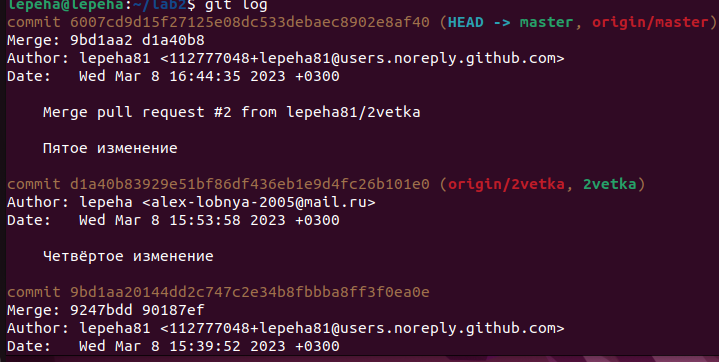 lepeha@lepeha:~/lab2$ git log
commit 6007cd9d15f27125e08dc533debaec8902e8af40 (HEAD -> master, origin/master)
Merge: 9bd1aa2 d1a40b8
Author: lepeha81 <112777048+lepeha81@users.noreply.github.com>
Date:   Wed Mar 8 16:44:35 2023 +0300
Merge pull request #2 from lepeha81/2vetka
Пятое изменение
commit d1a40b83929e51bf86df436eb1e9d4fc26b101e0 (origin/2vetka, 2vetka)
Author: lepeha <alex-lobnya-2005@mail.ru>
Date:   Wed Mar 8 15:53:58 2023 +0300
Четвёртое изменение
commit 9bd1aa20144dd2c747c2e34b8fbbba8ff3f0ea0e
Merge: 9247bdd 90187ef
Author: lepeha81 <112777048+lepeha81@users.noreply.github.com>
Date:   Wed Mar 8 15:39:52 2023 +0300